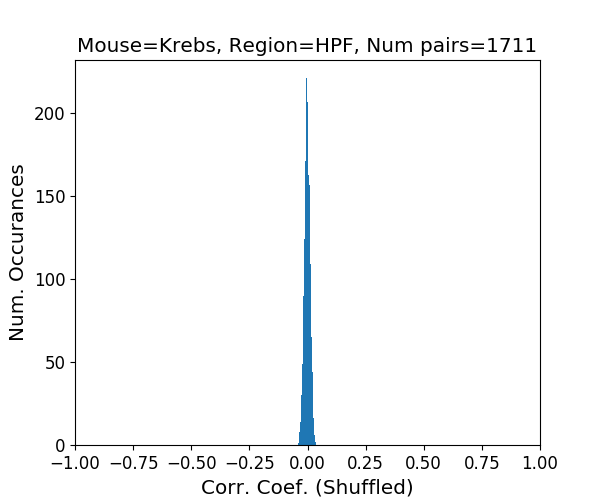 Mouse=Krebs, Region=HPF, Num pairs=1711
Num. Occurances
200
150
100
50
0
−1.00 −0.75 −0.50 −0.25 0.00 0.25 0.50 0.75 1.00
Corr. Coef. (Shuffled)